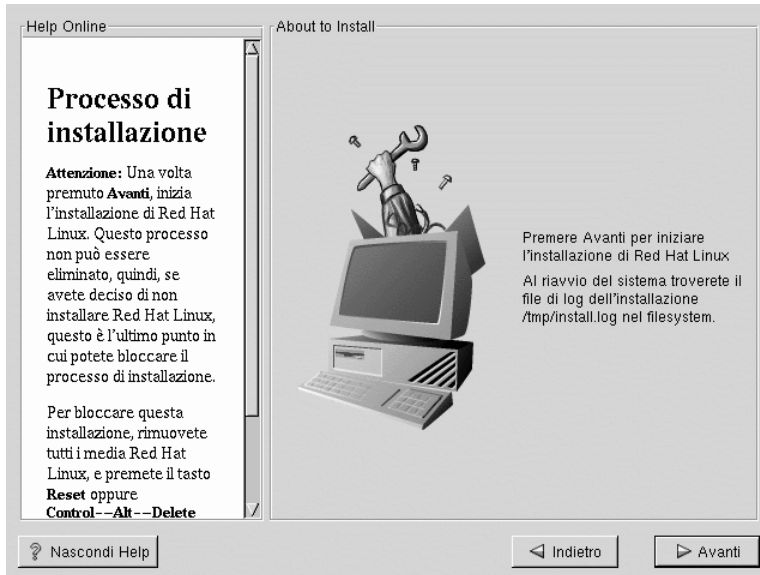 Help Online
Processo di
installazione
Attenzione: Una volta
premuto Avanti, inizia
l'installazione di Red Hat
Linux. Questo processo
non può essere
eliminato, quindi, se
avete deciso di non
installare Red Hat Linux,
questo è l'ultimo punto in
cui potete bloccare il
processo di installazione.
Per bloccare questa
installazione, rimuovete
tutti i media Red Hat
Linux, e premete il tasto
Reset oppure
Control--Alt--Delete
About to Install
Premere Avanti per iniziare
l'installazione di Red Hat Linux
Al riavvio del sistema troverete il
file di log dell'installazione
/tmp/install.log nel filesystem.
Nascondi Help
Indietro
Avanti